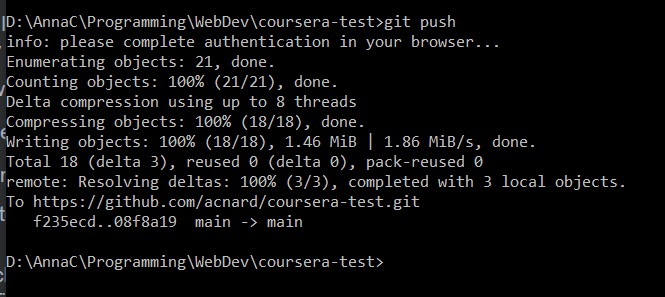 D:\AnnaC\Programming\WebDev\coursera-test>git push
info: please complete authentication in your browser...
Enumerating objects: 21, done.
Counting objects: 100% (21/21), done.
Delta compression using up to 8 threads
Compressing objects: 100% (18/18), done.
Writing objects: 100% (18/18), 1.46 MiB | 1.86 MiB/s, done.
Total 18 (delta 3), reused 0 (delta 0), pack-reused 0
remote: Resolving deltas: 100% (3/3), completed with 3 local objects.
To https://github.com/acnard/coursera-test.git
   f235ecd..08f8a19  main -> main
D:\AnnaC\Programming\WebDev\coursera-test>